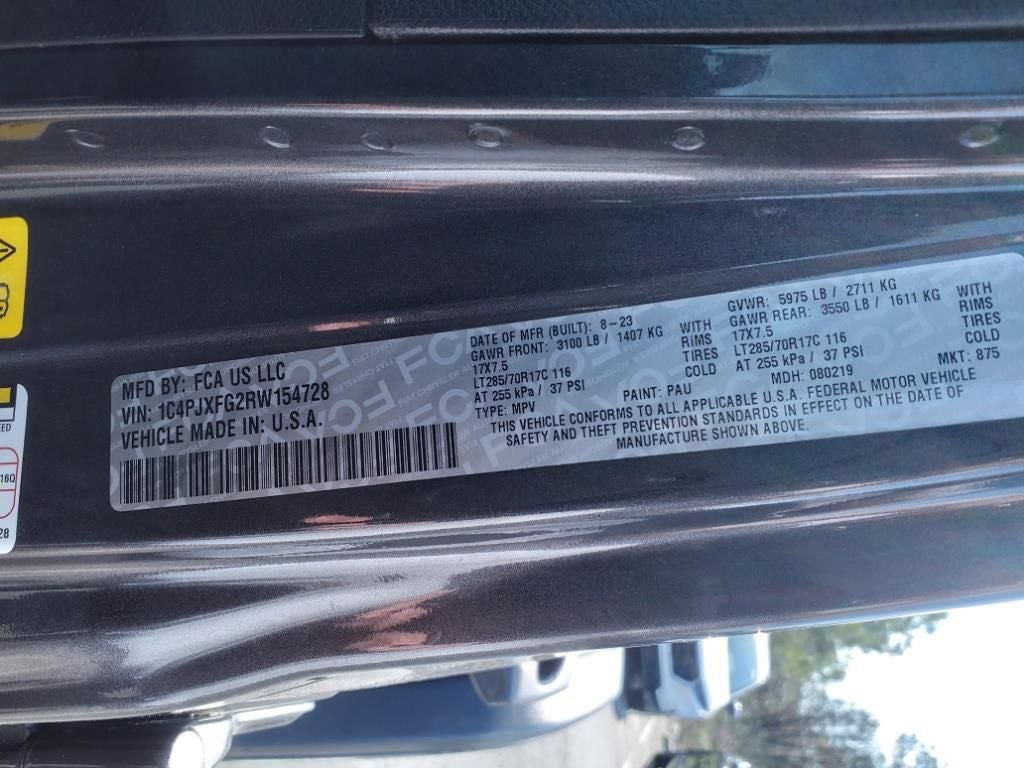 MFD BY: FCA US LLC
VIN: 1C4PJXFG2RW154728
VEHICLE MADE IN: U.S.A.
DATE OF MFR (BUILT): 8-23
GAWR FRONT: 3100 LB / 1407 KG WITH
17X7.5 RIMS
LT285/70R17C 116 TIRES
AT 255 kPa / 37 PSI COLD
TYPE: MPV
PAINT: PAU
GVWR: 5975 LB / 2711 KG
GAWR REAR: 3550 LB / 1611 KG WITH
17X7.5 RIMS
LT285/70R17C 116 TIRES
AT 255 kPa / 37 PSI COLD
MDH: 080219
MKT: 875
THIS VEHICLE CONFORMS TO ALL APPLICABLE U.S.A. FEDERAL MOTOR VEHICLE
SAFETY AND THEFT PREVENTION STANDARDS IN EFFECT ON THE DATE OF
MANUFACTURE SHOWN ABOVE.
16Q
28